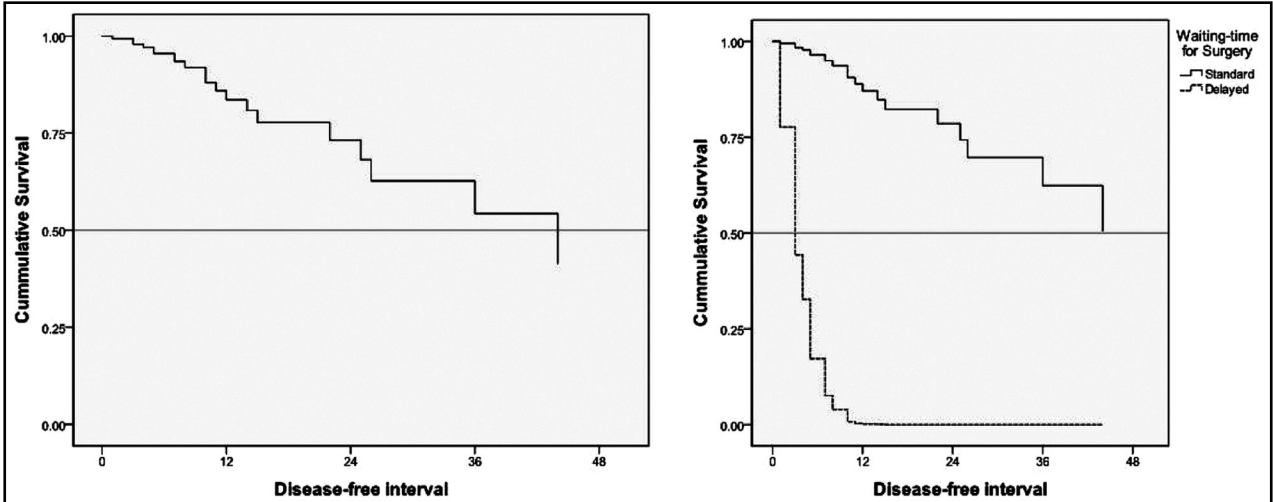 1.00
0.75
0.50
0.25
0.00
Cummulative Survival
0 12 24 36 48
Disease-free interval
1.00
0.75
0.50
0.25
0.00
Cummulative Survival
0 12 24 36 48
Disease-free interval
Waiting-time
for Surgery
Standard
Delayed